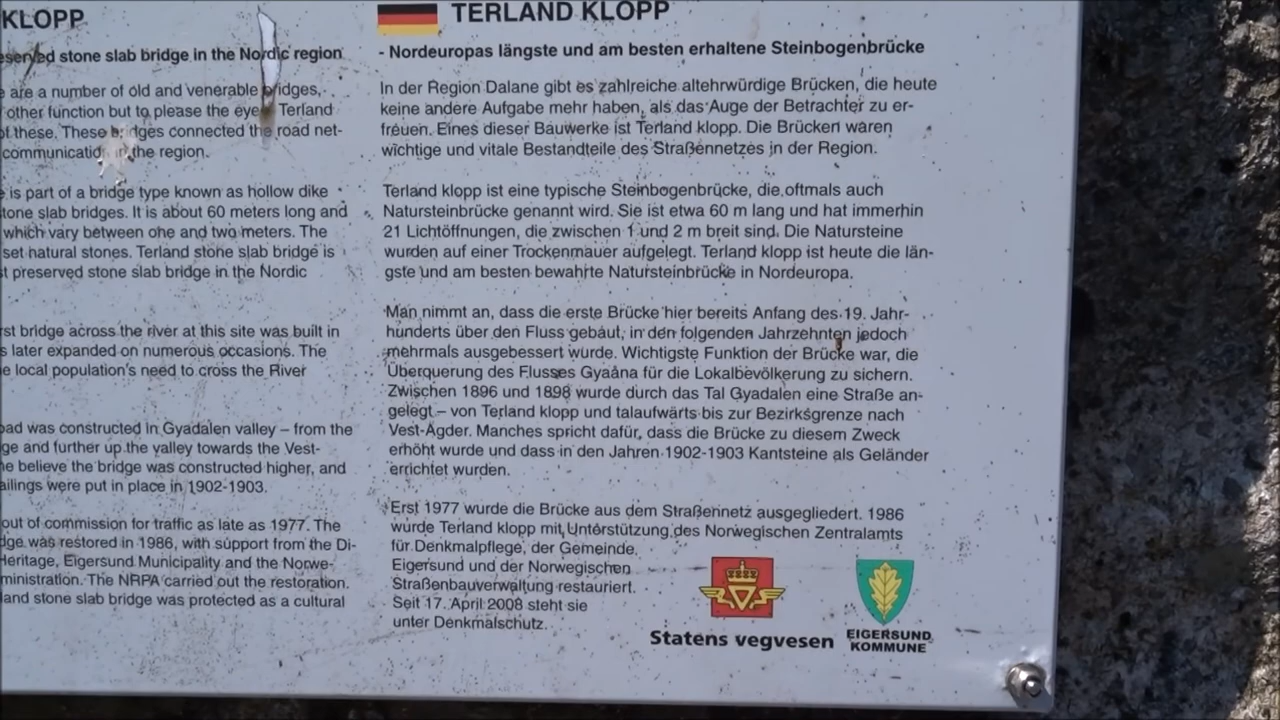 KLOPP
served stone slab bridge in the Nordic region
e are a number of old and venerable bridges,
other function but to please the eye. Terland
of these. These bridges connected the road net-
communication in the region.
e is part of a bridge type known as hollow dike
stone slab bridges. It is about 60 meters long and
which vary between one and two meters. The
set natural stones. Terland stone slab bridge is
st preserved stone slab bridge in the Nordic
rst bridge across the river at this site was built in
s later expanded on numerous occasions. The
e local population's need to cross the River
oad was constructed in Gyadalen valley – from the
ge and further up the valley towards the Vest-
ne believe the bridge was constructed higher, and
ailings were put in place in 1902-1903.
out of commission for traffic as late as 1977. The
dge was restored in 1986, with support from the Di-
Heritage, Eigersund Municipality and the Norwe-
ministration. The NRPA carried out the restoration.
land stone slab bridge was protected as a cultural
TERLAND KLOPP
- Nordeuropas längste und am besten erhaltene Steinbogenbrücke
In der Region Dalane gibt es zahlreiche altehrwürdige Brücken, die heute
keine andere Aufgabe mehr haben, als das Auge der Betrachter zu er-
freuen. Eines dieser Bauwerke ist Terland klopp. Die Brücken waren
wichtige und vitale Bestandteile des Straßennetzes in der Region.
Terland klopp ist eine typische Steinbogenbrücke, die oftmals auch
Natursteinbrücke genannt wird. Sie ist etwa 60 m lang und hat immerhin
21 Lichtöffnungen, die zwischen 1 und 2 m breit sind. Die Natursteine
wurden auf einer Trockenmauer aufgelegt. Terland klopp ist heute die län-
gste und am besten bewahrte Natursteinbrücke in Nordeuropa.
Man nimmt an, dass die erste Brücke hier bereits Anfang des 19. Jahr-
hunderts über den Fluss gebaut, in den folgenden Jahrzehnten jedoch
mehrmals ausgebessert wurde. Wichtigste Funktion der Brücke war, die
Überquerung des Flusses Gyaåna für die Lokalbevölkerung zu sichern.
Zwischen 1896 und 1898 wurde durch das Tal Gyadalen eine Straße an-
gelegt – von Terland klopp und talaufwärts bis zur Bezirksgrenze nach
Vest-Agder. Manches spricht dafür, dass die Brücke zu diesem Zweck
erhöht wurde und dass in den Jahren 1902-1903 Kantsteine als Geländer
errichtet wurden.
Erst 1977 wurde die Brücke aus dem Straßennetz ausgegliedert. 1986
wurde Terland klopp mit Unterstützung des Norwegischen Zentralamts
für Denkmalpflege, der Gemeinde
Eigersund und der Norwegischen
Straßenbauverwaltung restauriert.
Seit 17. April 2008 steht sie
unter Denkmalschutz.
Statens vegvesen
EIGERSUND
KOMMUNE